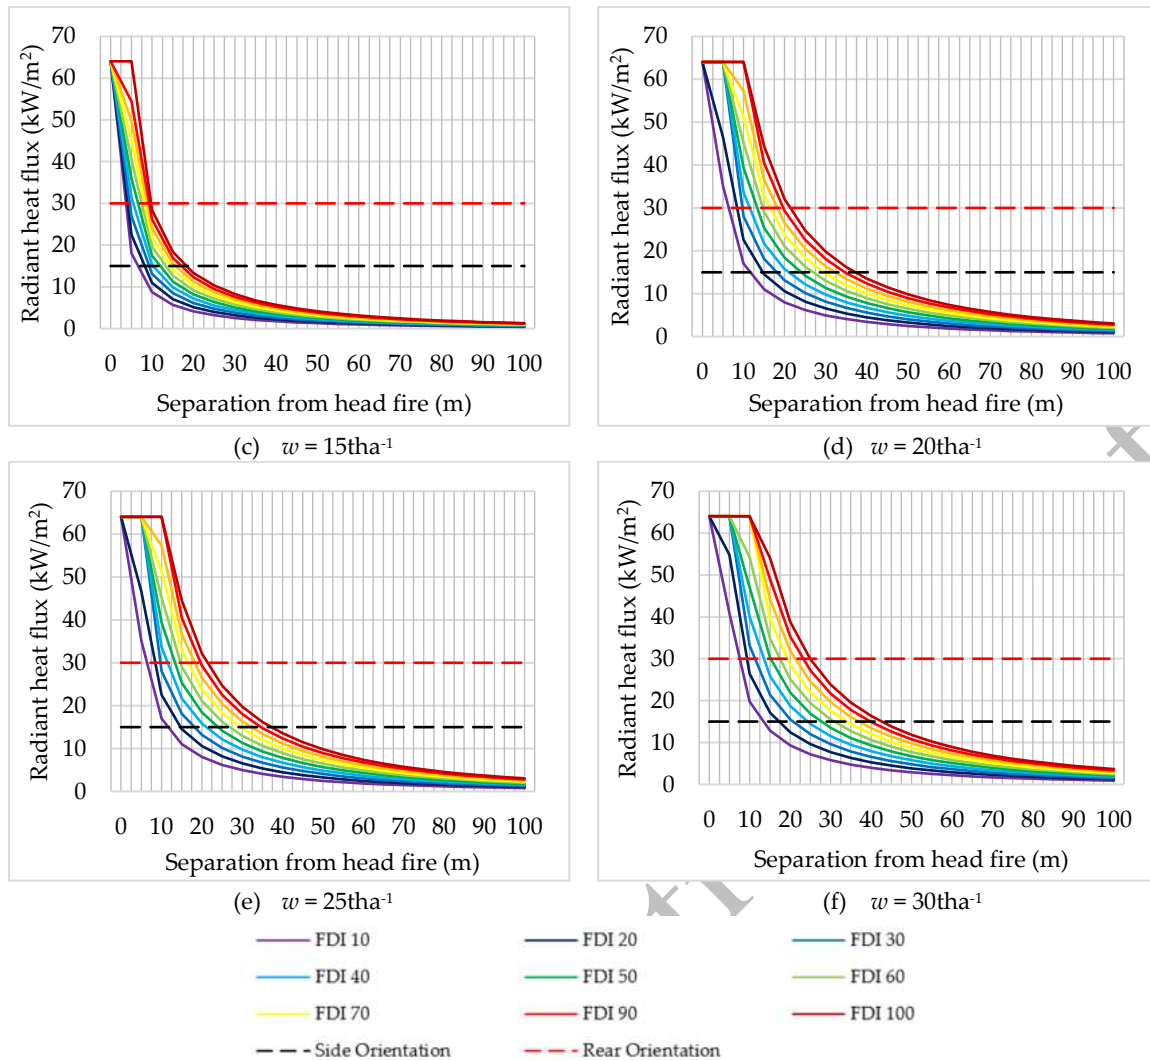 70
60
50
40
30
20
10
0
Radiant heat flux (kW/m²)
0 10 20 30 40 50 60 70 80 90 100
Separation from head fire (m)
(c) w = 15tha⁻¹
70
60
50
40
30
20
10
0
Radiant heat flux (kW/m²)
0 10 20 30 40 50 60 70 80 90 100
Separation from head fire (m)
(d) w = 20tha⁻¹
70
60
50
40
30
20
10
0
Radiant heat flux (kW/m²)
0 10 20 30 40 50 60 70 80 90 100
Separation from head fire (m)
(e) w = 25tha⁻¹
70
60
50
40
30
20
10
0
Radiant heat flux (kW/m²)
0 10 20 30 40 50 60 70 80 90 100
Separation from head fire (m)
(f) w = 30tha⁻¹
FDI 10 FDI 20 FDI 30
FDI 40 FDI 50 FDI 60
FDI 70 FDI 90 FDI 100
Side Orientation Rear Orientation